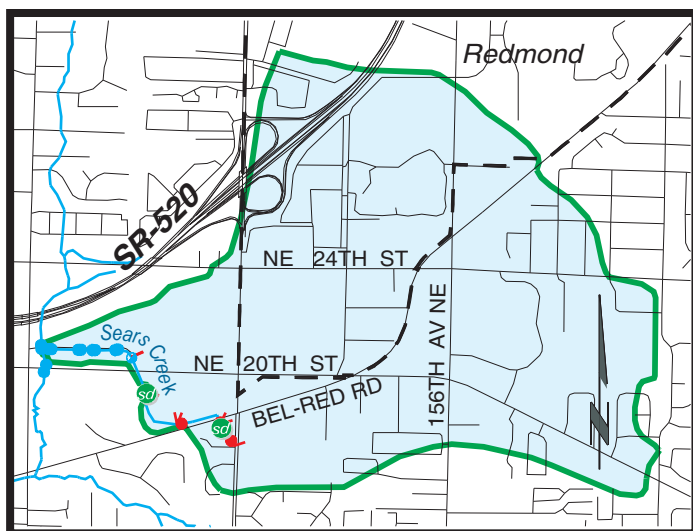 Redmond
SR-520
NE 24TH ST
Sears Creek
NE 20TH ST
BEL-RED RD
156TH AV NE
sd
sd
N